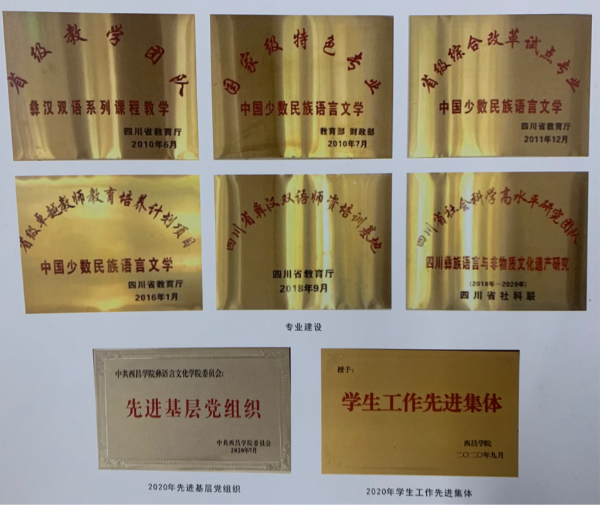 省级教学团队
彝汉双语系列课程教学
四川省教育厅
2010年6月
国家级特色专业
中国少数民族语言文学
教育部 财政部
2010年7月
省级综合改革试点专业
中国少数民族语言文学
四川省教育厅
2011年12月
省级卓越教师教育培养计划项目
中国少数民族语言文学
四川省教育厅
2016年1月
四川省彝汉双语师资培训基地
四川省教育厅
2018年9月
四川省社会科学高水平研究团队
四川彝族语言与非物质文化遗产研究
(2018年-2020年)
四川省社科联
专业建设
中共西昌学院彝语言文化学院委员会:
先进基层党组织
中共西昌学院委员会
2020年7月
2020年先进基层党组织
授予:
学生工作先进集体
西昌学院
二〇二〇年九月
2020年学生工作先进集体